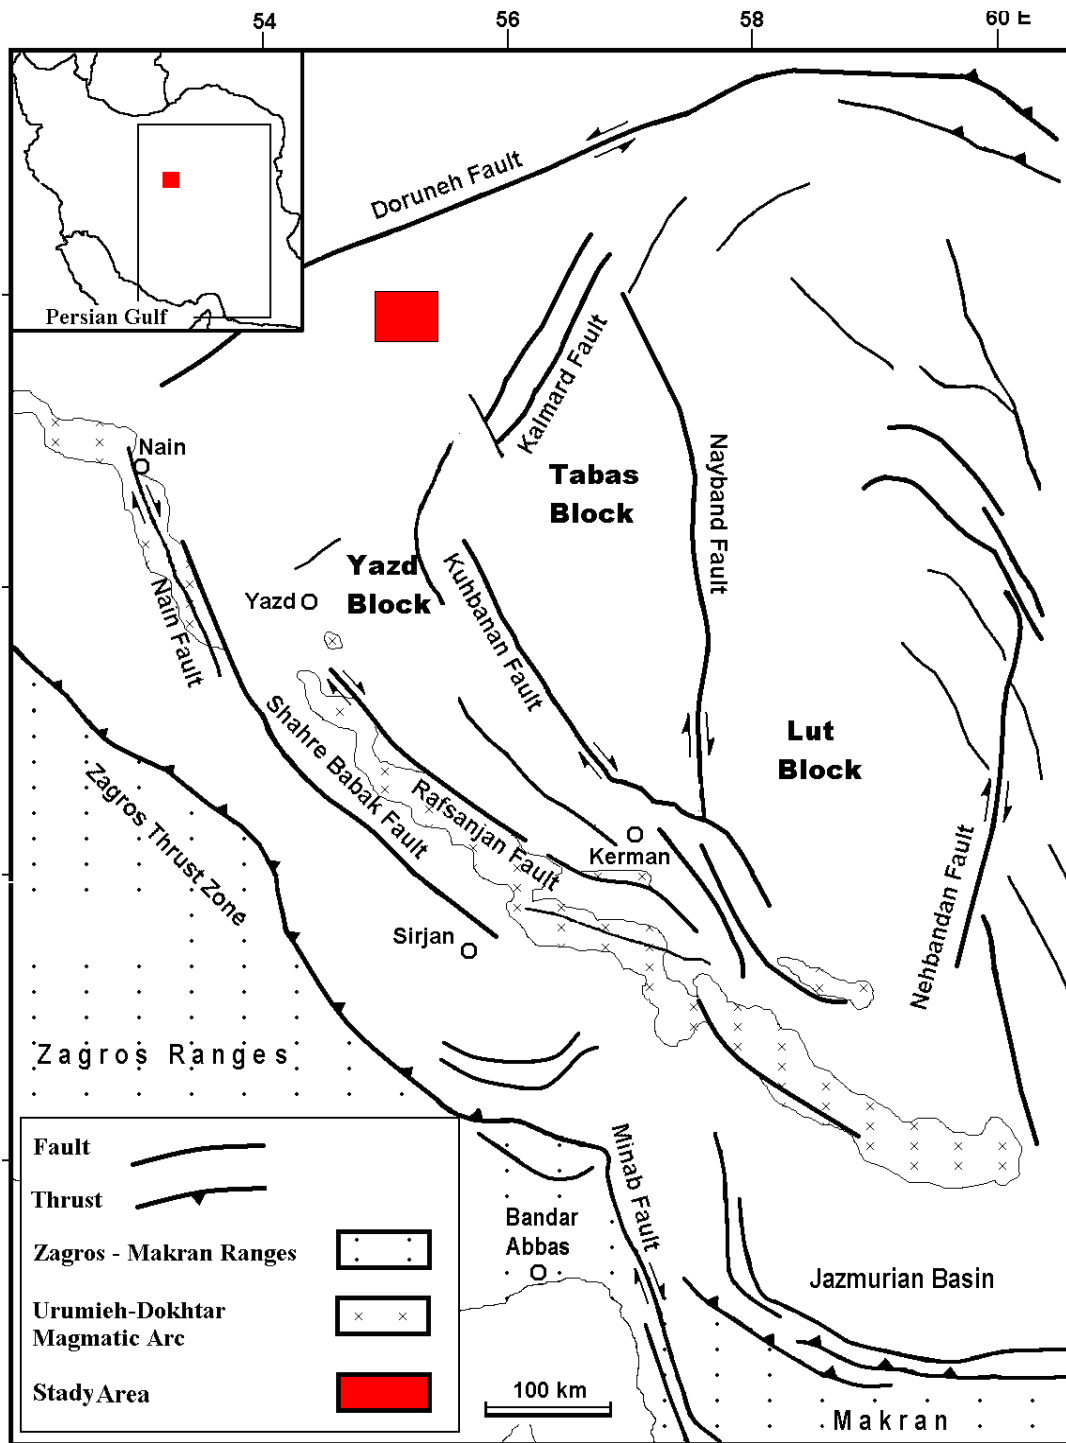 54
56
58
60 E
Persian Gulf
Doruneh Fault
Kalmard Fault
Nain
Tabas
Block
Nayband Fault
Yazd
Block
Yazd
Kuhbanan Fault
Nain Fault
Shahre Babak Fault
Rafsanjan Fault
Lut
Block
Zagros Thrust Zone
Kerman
Sirjan
Nehbandan Fault
Zagros Ranges
Minab Fault
Bandar
Abbas
Jazmurian Basin
Makran
100 km
Fault
Thrust
Zagros - Makran Ranges
Urumieh-Dokhtar
Magmatic Arc
Stady Area